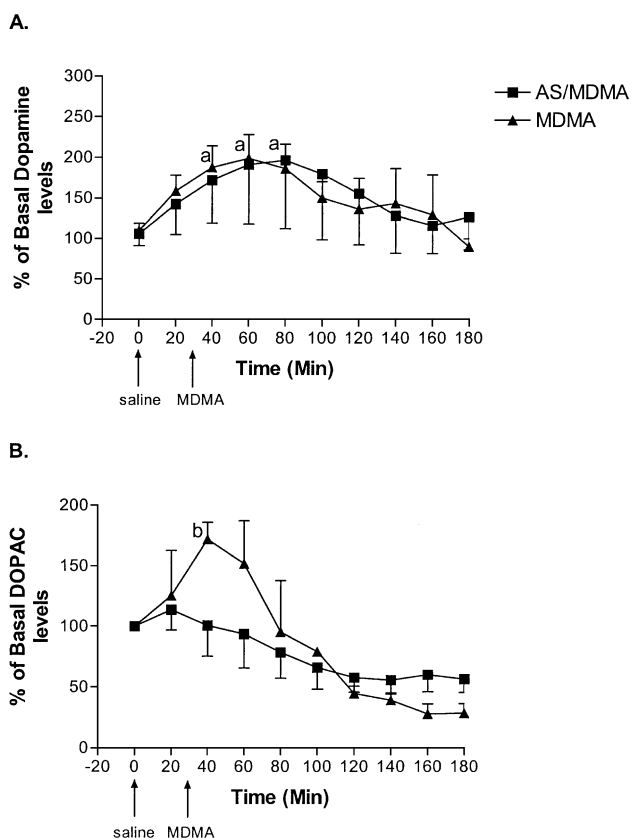 A.
300
250
200
150
100
50
0
% of Basal Dopamine
levels
a a a
AS/MDMA
MDMA
-20 0 20 40 60 80 100 120 140 160 180
Time (Min)
saline MDMA
B.
200
150
100
50
0
% of Basal DOPAC
levels
b
-20 0 20 40 60 80 100 120 140 160 180
Time (Min)
saline MDMA